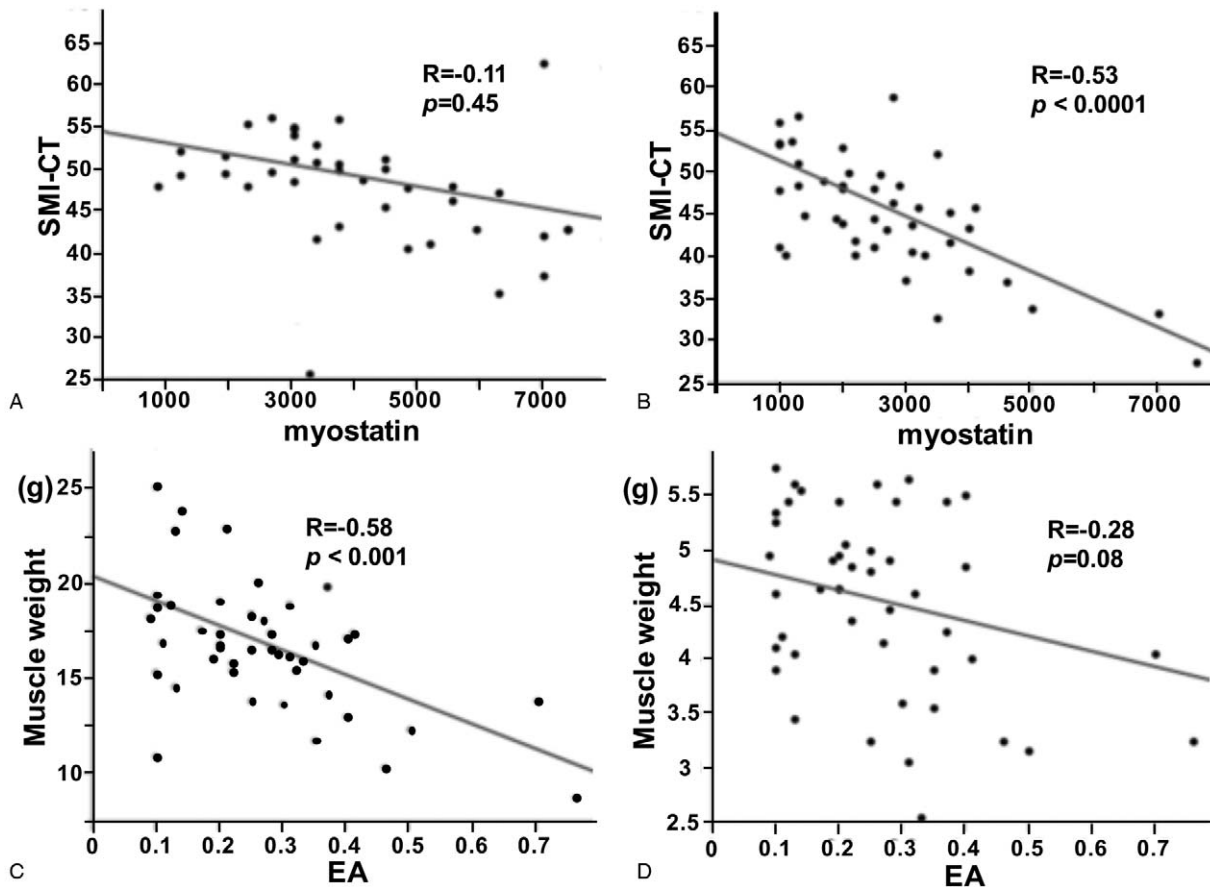 65
60
55
50
45
40
35
30
25
SMI-CT
R=-0.11
p=0.45
1000
3000
5000
7000
myostatin
A
65
60
55
50
45
40
35
30
25
SMI-CT
R=-0.53
p < 0.0001
1000
3000
5000
7000
myostatin
B
(g)
25
20
15
10
Muscle weight
R=-0.58
p < 0.001
0
0.1
0.2
0.3
0.4
0.5
0.6
0.7
EA
C
(g)
5.5
5
4.5
4
3.5
3
2.5
Muscle weight
R=-0.28
p=0.08
0
0.1
0.2
0.3
0.4
0.5
0.6
0.7
EA
D